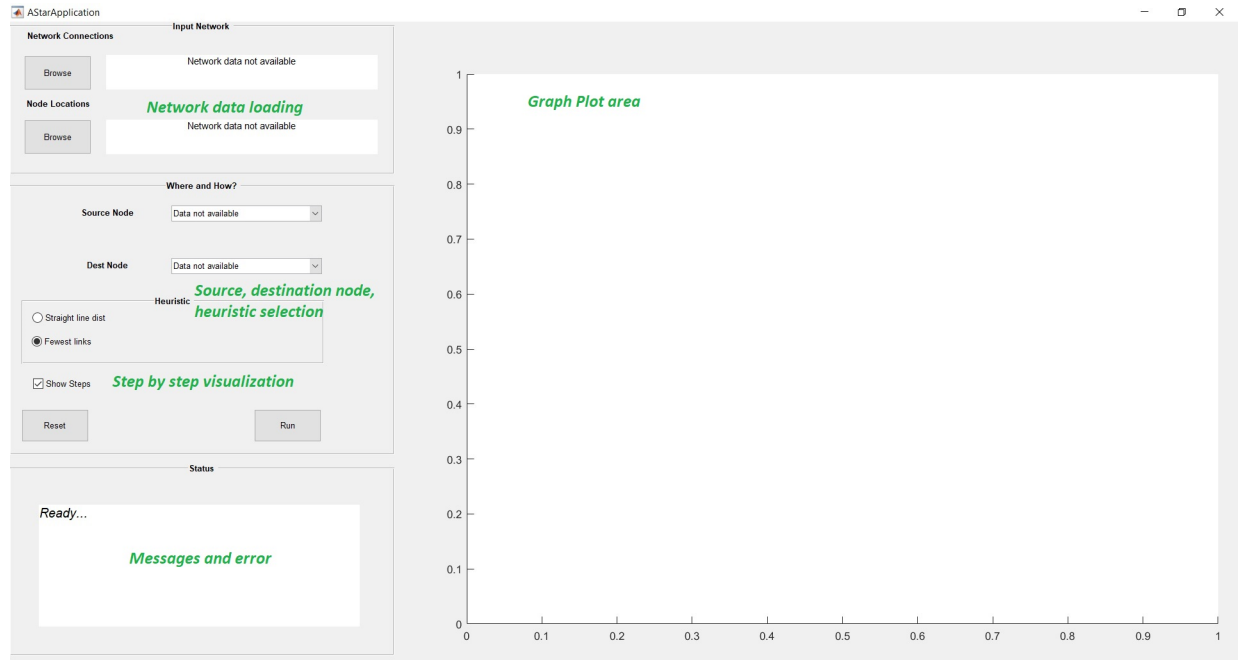 AStarApplication
Input Network
Network Connections
Browse
Network data not available
Node Locations
Network data loading
Browse
Network data not available
Where and How?
Source Node
Data not available
Dest Node
Data not available
Source, destination node,
heuristic selection
Heuristic
Straight line dist
Fewest links
Show Steps
Step by step visualization
Reset
Run
Status
Ready...
Messages and error
Graph Plot area
1
0.9
0.8
0.7
0.6
0.5
0.4
0.3
0.2
0.1
0
0 0.1 0.2 0.3 0.4 0.5 0.6 0.7 0.8 0.9 1